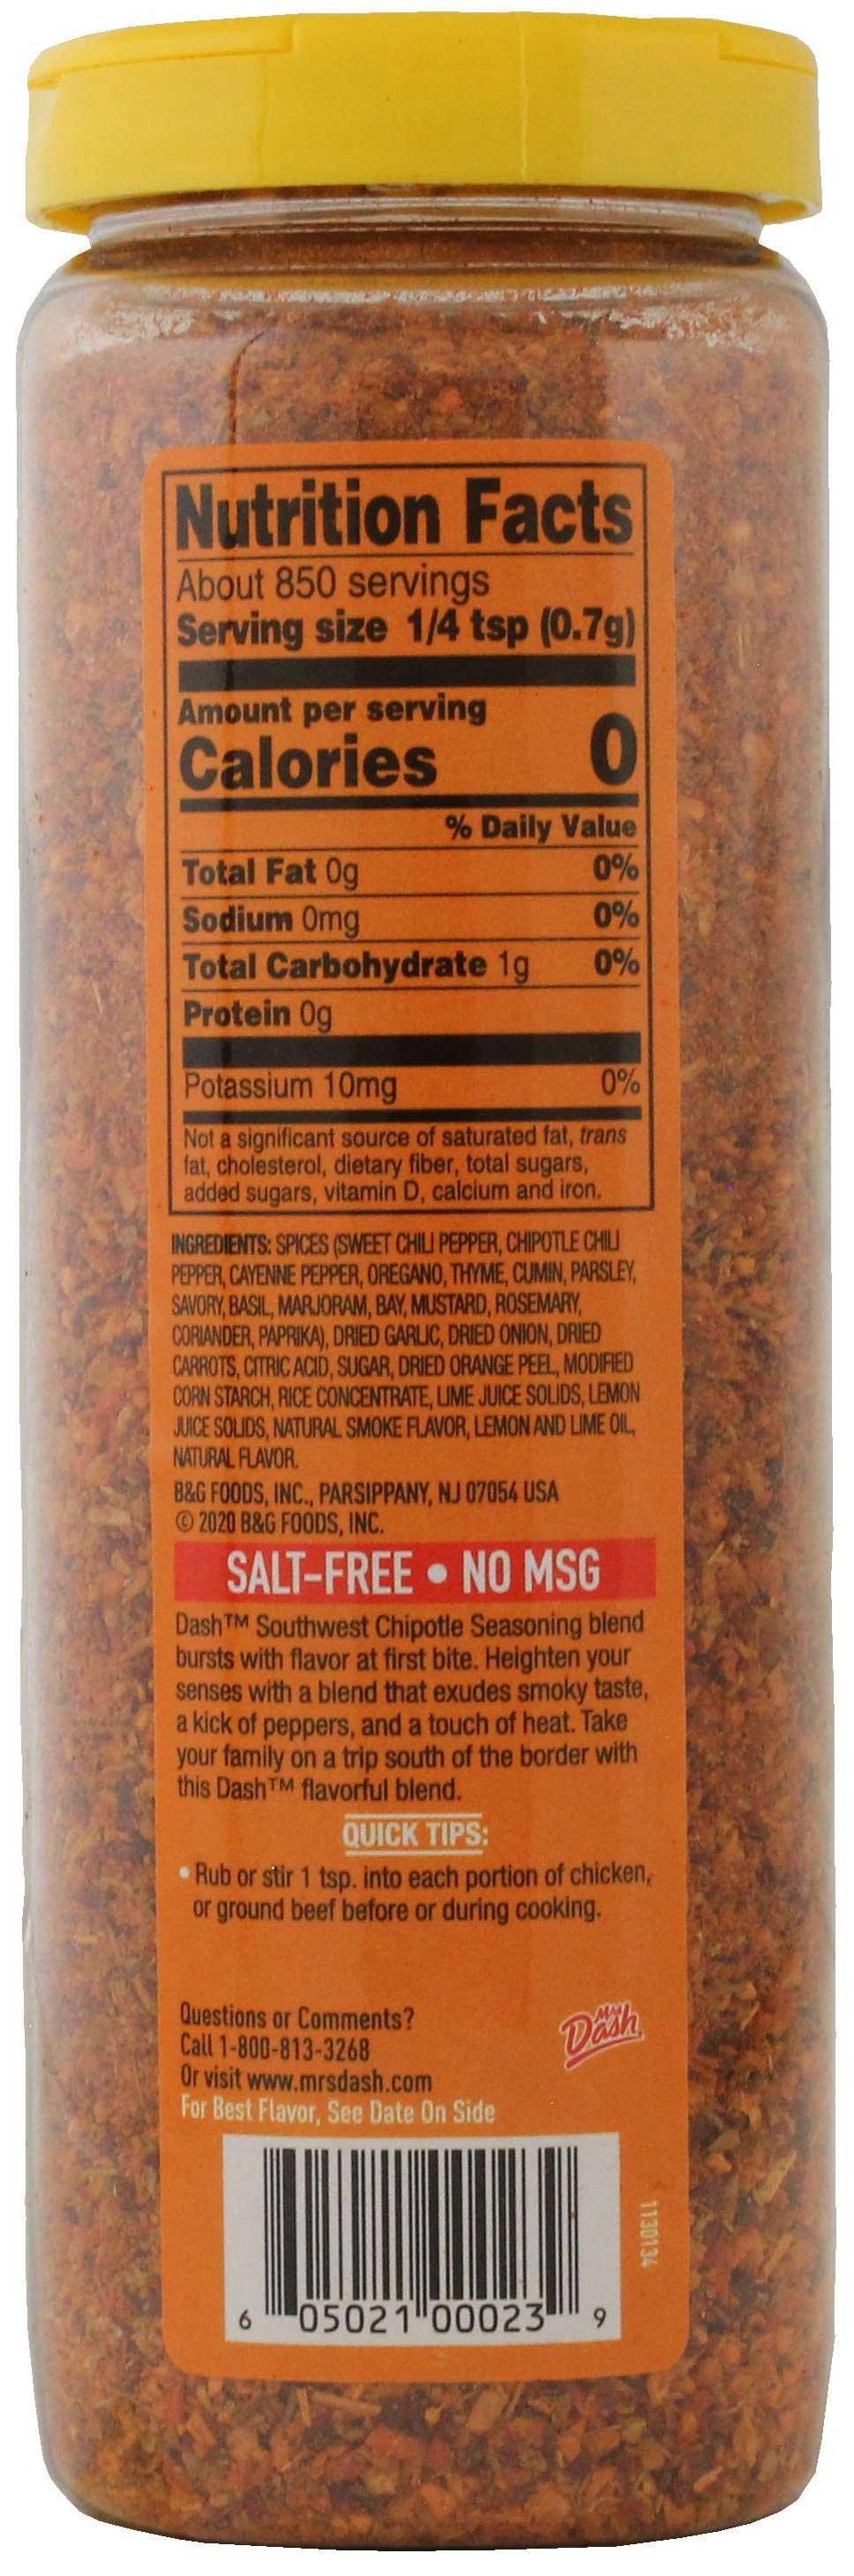 Nutrition Facts
About 850 servings
Serving size 1/4 tsp (0.7g)
Amount per serving
Calories 0
% Daily Value
Total Fat 0g 0%
Sodium 0mg 0%
Total Carbohydrate 1g 0%
Protein 0g
Potassium 10mg 0%
Not a significant source of saturated fat, trans
fat, cholesterol, dietary fiber, total sugars,
added sugars, vitamin D, calcium and iron.
INGREDIENTS: SPICES (SWEET CHILI PEPPER, CHIPOTLE CHILI
PEPPER, CAYENNE PEPPER, OREGANO, THYME, CUMIN, PARSLEY,
SAVORY, BASIL, MARJORAM, BAY, MUSTARD, ROSEMARY,
CORIANDER, PAPRIKA), DRIED GARLIC, DRIED ONION, DRIED
CARROTS, CITRIC ACID, SUGAR, DRIED ORANGE PEEL, MODIFIED
CORN STARCH, RICE CONCENTRATE, LIME JUICE SOLIDS, LEMON
JUICE SOLIDS, NATURAL SMOKE FLAVOR, LEMON AND LIME OIL,
NATURAL FLAVOR.
B&G FOODS, INC., PARSIPPANY, NJ 07054 USA
© 2020 B&G FOODS, INC.
SALT-FREE • NO MSG
Dash™ Southwest Chipotle Seasoning blend
bursts with flavor at first bite. Heighten your
senses with a blend that exudes smoky taste,
a kick of peppers, and a touch of heat. Take
your family on a trip south of the border with
this Dash™ flavorful blend.
QUICK TIPS:
• Rub or stir 1 tsp. into each portion of chicken,
or ground beef before or during cooking.
Questions or Comments?
Call 1-800-813-3268
Or visit www.mrsdash.com
For Best Flavor, See Date On Side
Mrs Dash
1130134
6 05021 00023 9